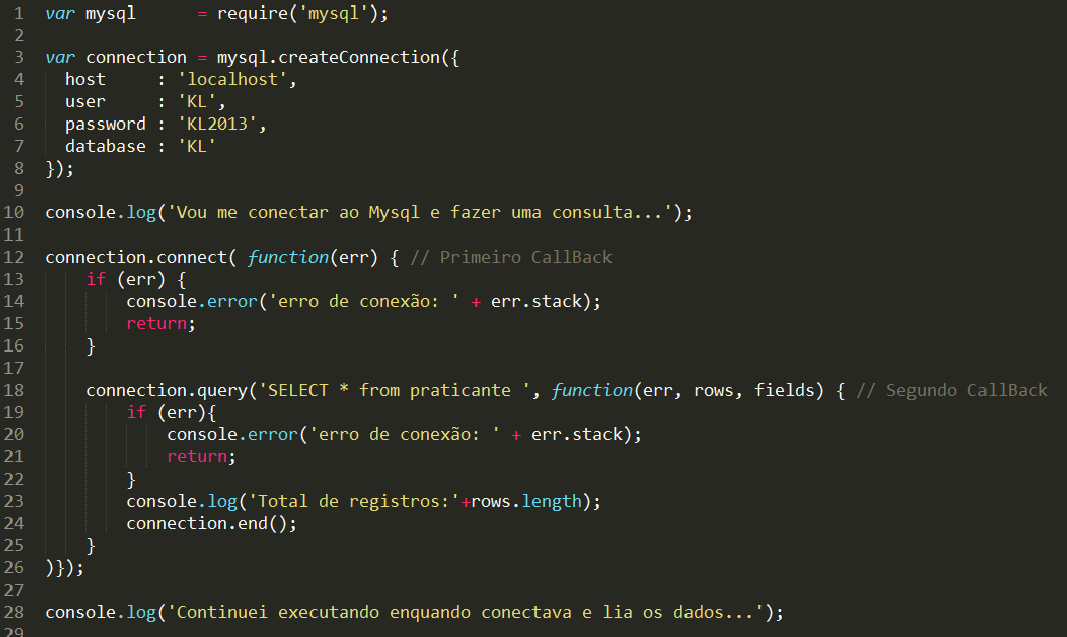 1 var mysql      = require('mysql');
2
3 var connection = mysql.createConnection({
4   host     : 'localhost',
5   user     : 'KL',
6   password : 'KL2013',
7   database : 'KL'
8 });
9
10 console.log('Vou me conectar ao Mysql e fazer uma consulta...');
11
12 connection.connect( function(err) { // Primeiro CallBack
13     if (err) {
14         console.error('erro de conexão: ' + err.stack);
15         return;
16     }
17
18     connection.query('SELECT * from praticante ', function(err, rows, fields) { // Segundo CallBack
19         if (err){
20             console.error('erro de conexão: ' + err.stack);
21             return;
22         }
23         console.log('Total de registros:'+rows.length);
24         connection.end();
25     }
26 )});
27
28 console.log('Continuei executando enquando conectava e lia os dados...');
29